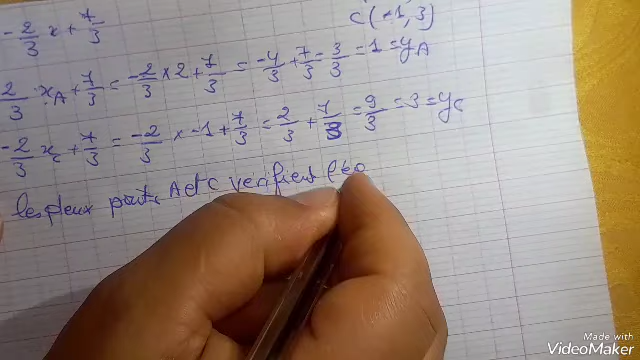 -2/3 x + 7/3
C(-1, 3)
2/3 x_A + 7/3 = -2/3 × 2 + 7/3 = -4/3 + 7/3 = 3/3 = 1 = y_A
-2/3 x_C + 7/3 = -2/3 × -1 + 7/3 = 2/3 + 7/3 = 9/3 = 3 = y_C
les deux points A et C vérifient l'éq
Made with
VideoMaker